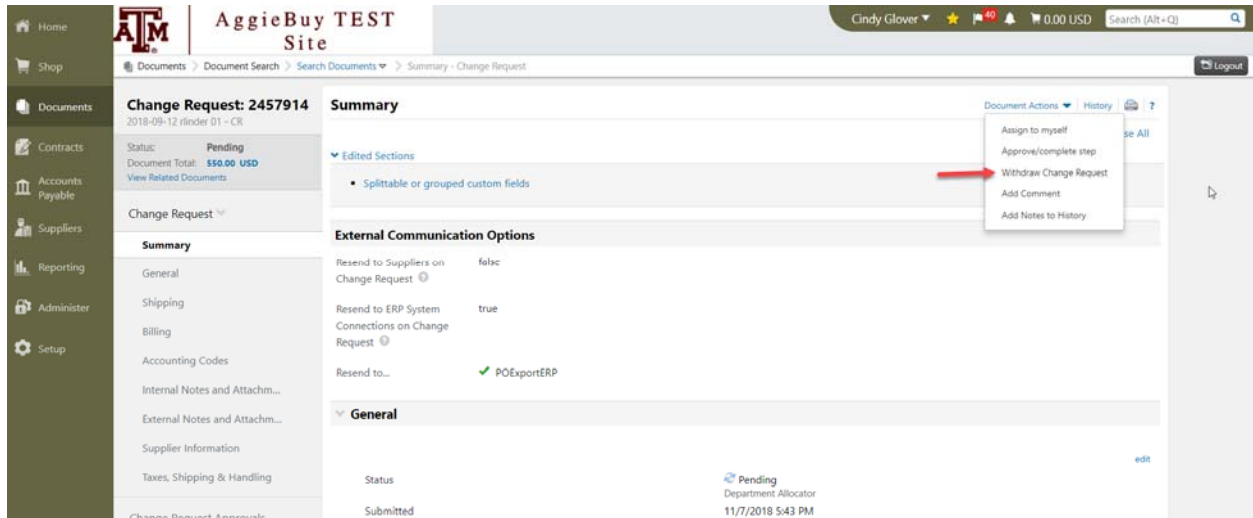 Home
Shop
Documents
Contracts
Accounts
Payable
Suppliers
Reporting
Administer
Setup
A|M
AggieBuy TEST
Site
Cindy Glover
40
0.00 USD
Search (Alt+Q)
Documents > Document Search > Search Documents > Summary - Change Request
Logout
Change Request: 2457914
2018-09-12 rlinder 01 - CR
Status: Pending
Document Total: 550.00 USD
View Related Documents
Change Request
Summary
General
Shipping
Billing
Accounting Codes
Internal Notes and Attachm...
External Notes and Attachm...
Supplier Information
Taxes, Shipping & Handling
Change Request Approvals
Summary
Document Actions
History
?
se All
Assign to myself
Approve/complete step
Withdraw Change Request
Add Comment
Add Notes to History
Edited Sections
• Splittable or grouped custom fields
External Communication Options
Resend to Suppliers on false
Change Request ?
Resend to ERP System true
Connections on Change
Request ?
Resend to... POExportERP
General
edit
Status Pending
Department Allocator
Submitted 11/7/2018 5:43 PM